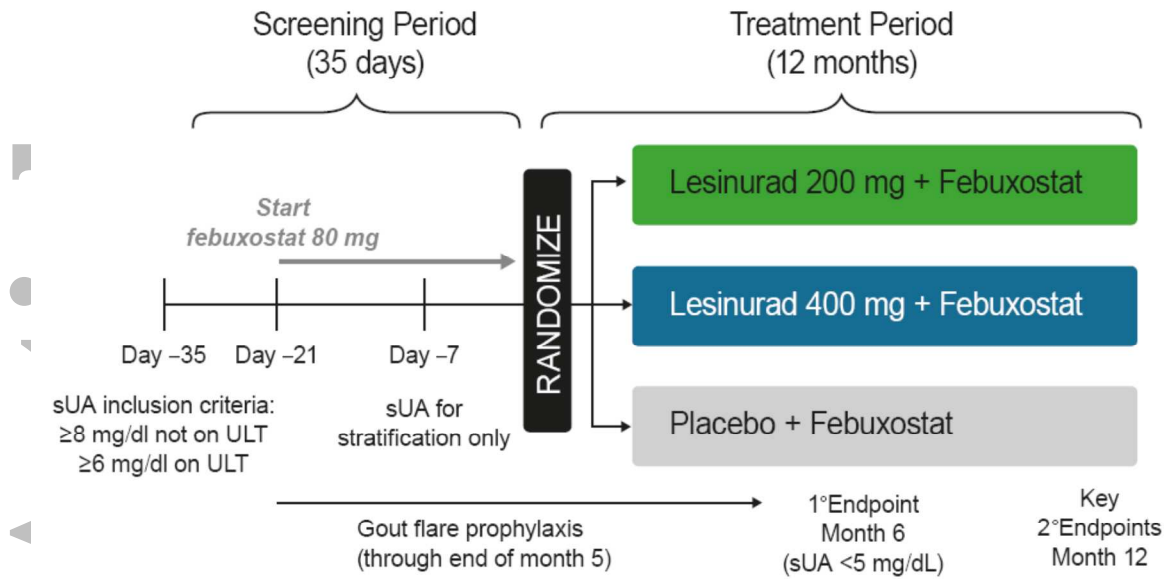 Screening Period
(35 days)
Treatment Period
(12 months)
Start
febuxostat 80 mg
RANDOMIZE
Lesinurad 200 mg + Febuxostat
Lesinurad 400 mg + Febuxostat
Placebo + Febuxostat
Day –35
Day –21
Day –7
sUA inclusion criteria:
≥8 mg/dl not on ULT
≥6 mg/dl on ULT
sUA for
stratification only
Gout flare prophylaxis
(through end of month 5)
1°Endpoint
Month 6
(sUA <5 mg/dL)
Key
2°Endpoints
Month 12